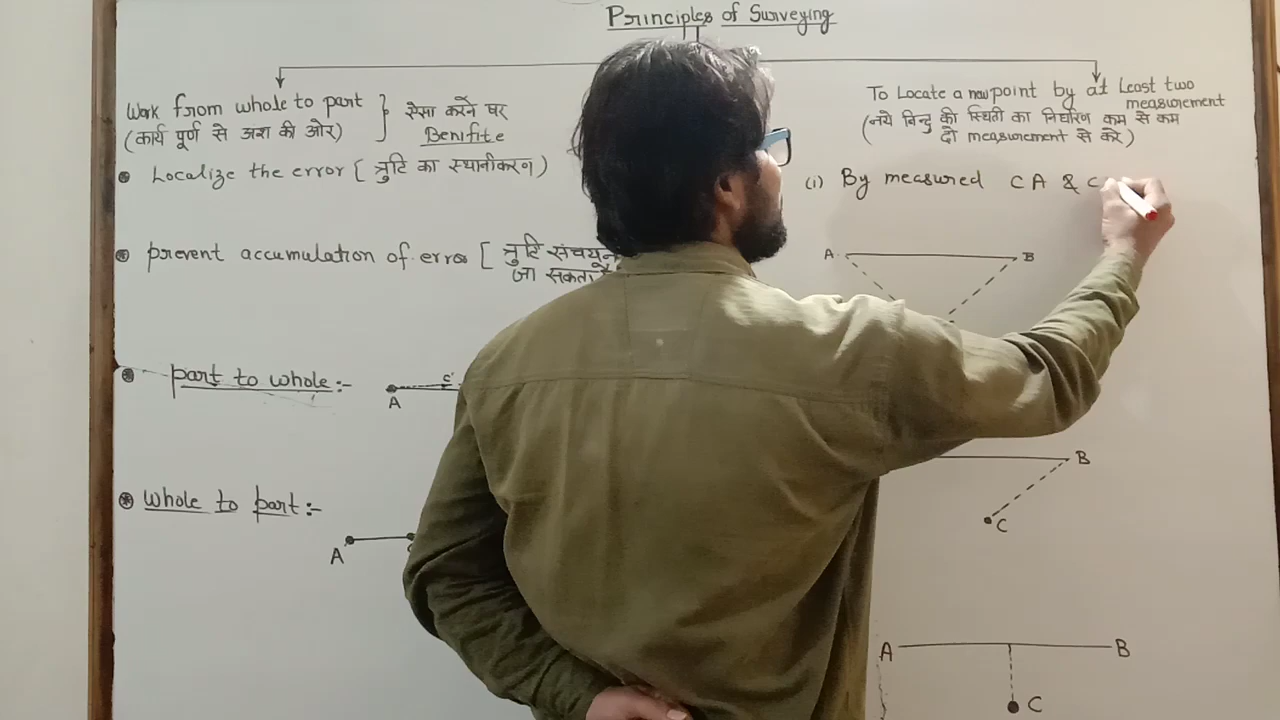 Principles of Surveying
Work from whole to part
(कार्य पूर्ण से अंश की ओर)
ऐसा करने पर
Benifite
• Localize the error [ त्रुटि का स्थानीकरण )
• prevent accumulation of error [ त्रुटि संचयन
जा सकता
• part to whole:-
A
c'
• whole to part:-
A
To Locate a new point by at Least two
measurement
(नये बिन्दु की स्थिती का निर्धारण कम से कम
दो measurement से करे)
(i) By measured CA & C
A
B
B
C
A
B
C